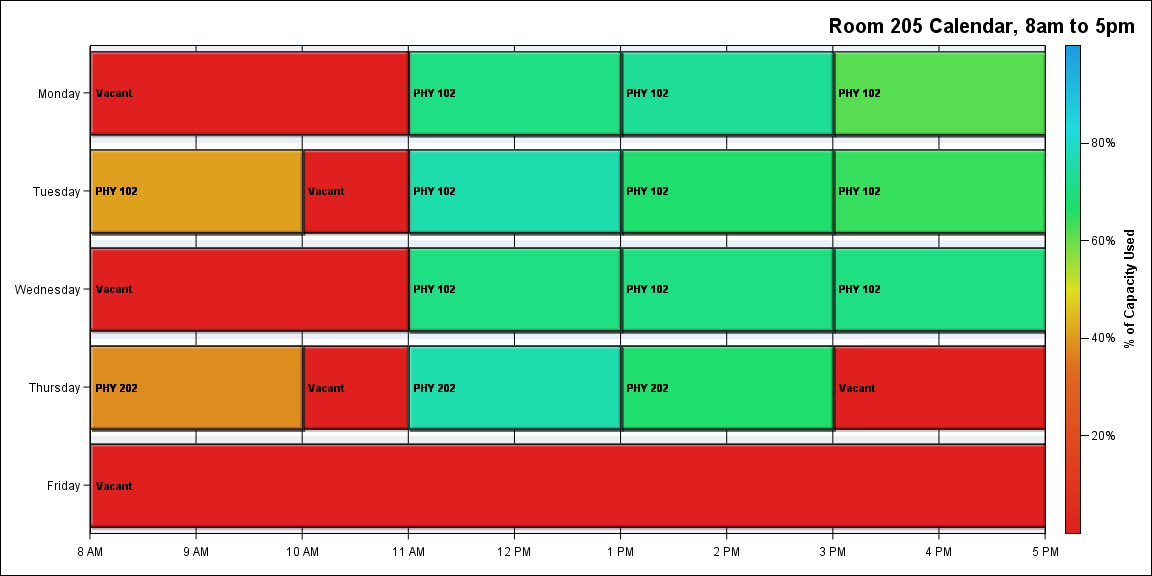 Room 205 Calendar, 8am to 5pm
Monday
Vacant
PHY 102
PHY 102
PHY 102
Tuesday
PHY 102
Vacant
PHY 102
PHY 102
PHY 102
Wednesday
Vacant
PHY 102
PHY 102
PHY 102
Thursday
PHY 202
Vacant
PHY 202
PHY 202
Vacant
Friday
Vacant
8 AM
9 AM
10 AM
11 AM
12 PM
1 PM
2 PM
3 PM
4 PM
5 PM
80%
60%
40%
20%
% of Capacity Used